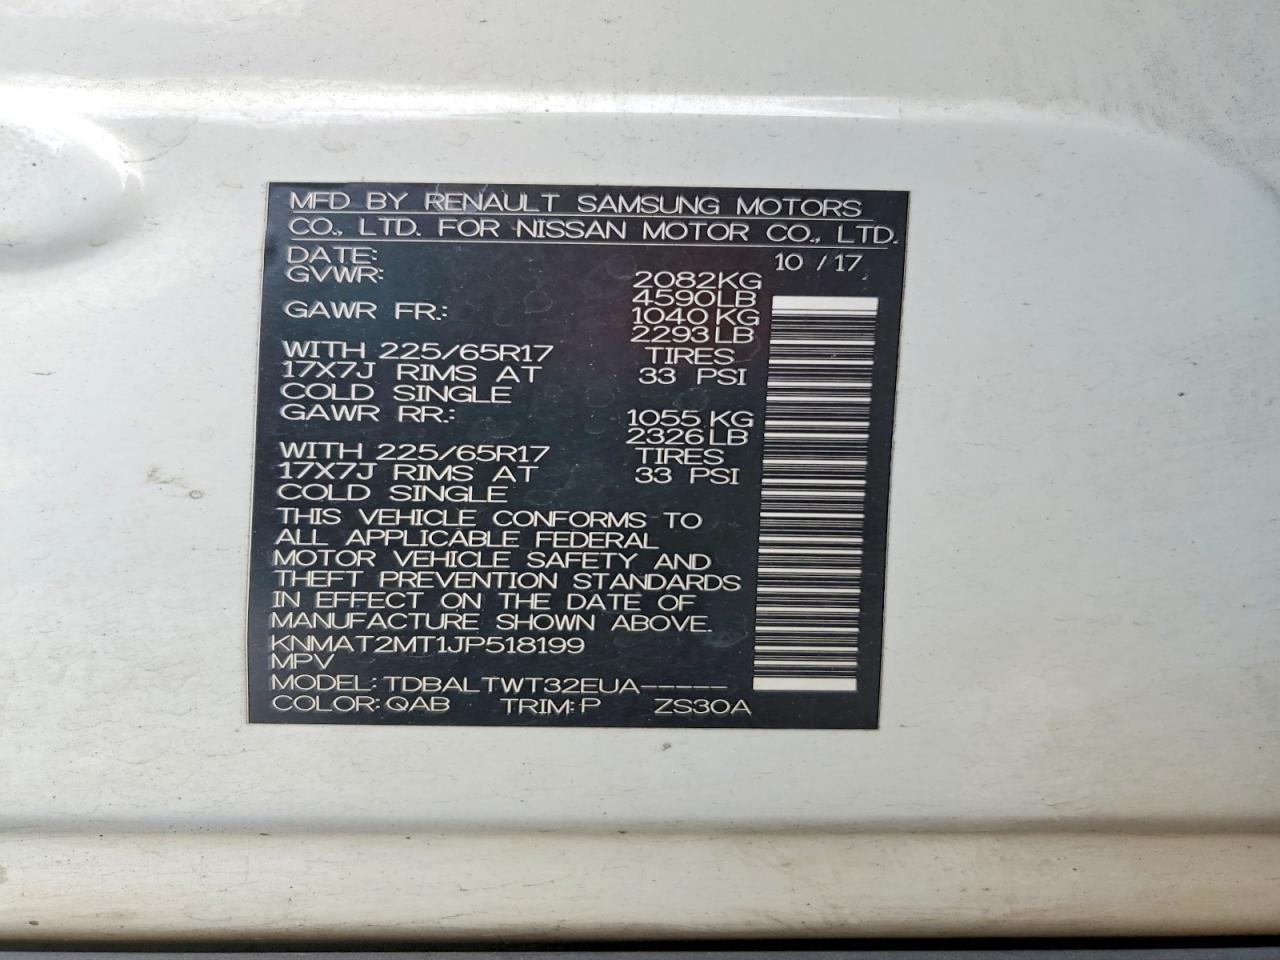 MFD BY RENAULT SAMSUNG MOTORS
CO., LTD. FOR NISSAN MOTOR CO., LTD.
DATE: 10 / 17
GVWR: 2082KG
4590LB
GAWR FR.: 1040 KG
2293LB
WITH 225/65R17 TIRES
17X7J RIMS AT 33 PSI
COLD SINGLE
GAWR RR.: 1055 KG
2326LB
WITH 225/65R17 TIRES
17X7J RIMS AT 33 PSI
COLD SINGLE
THIS VEHICLE CONFORMS TO
ALL APPLICABLE FEDERAL
MOTOR VEHICLE SAFETY AND
THEFT PREVENTION STANDARDS
IN EFFECT ON THE DATE OF
MANUFACTURE SHOWN ABOVE.
KNMAT2MT1JP518199
MPV
MODEL: TDBALTWT32EUA-----
COLOR: QAB TRIM: P ZS30A